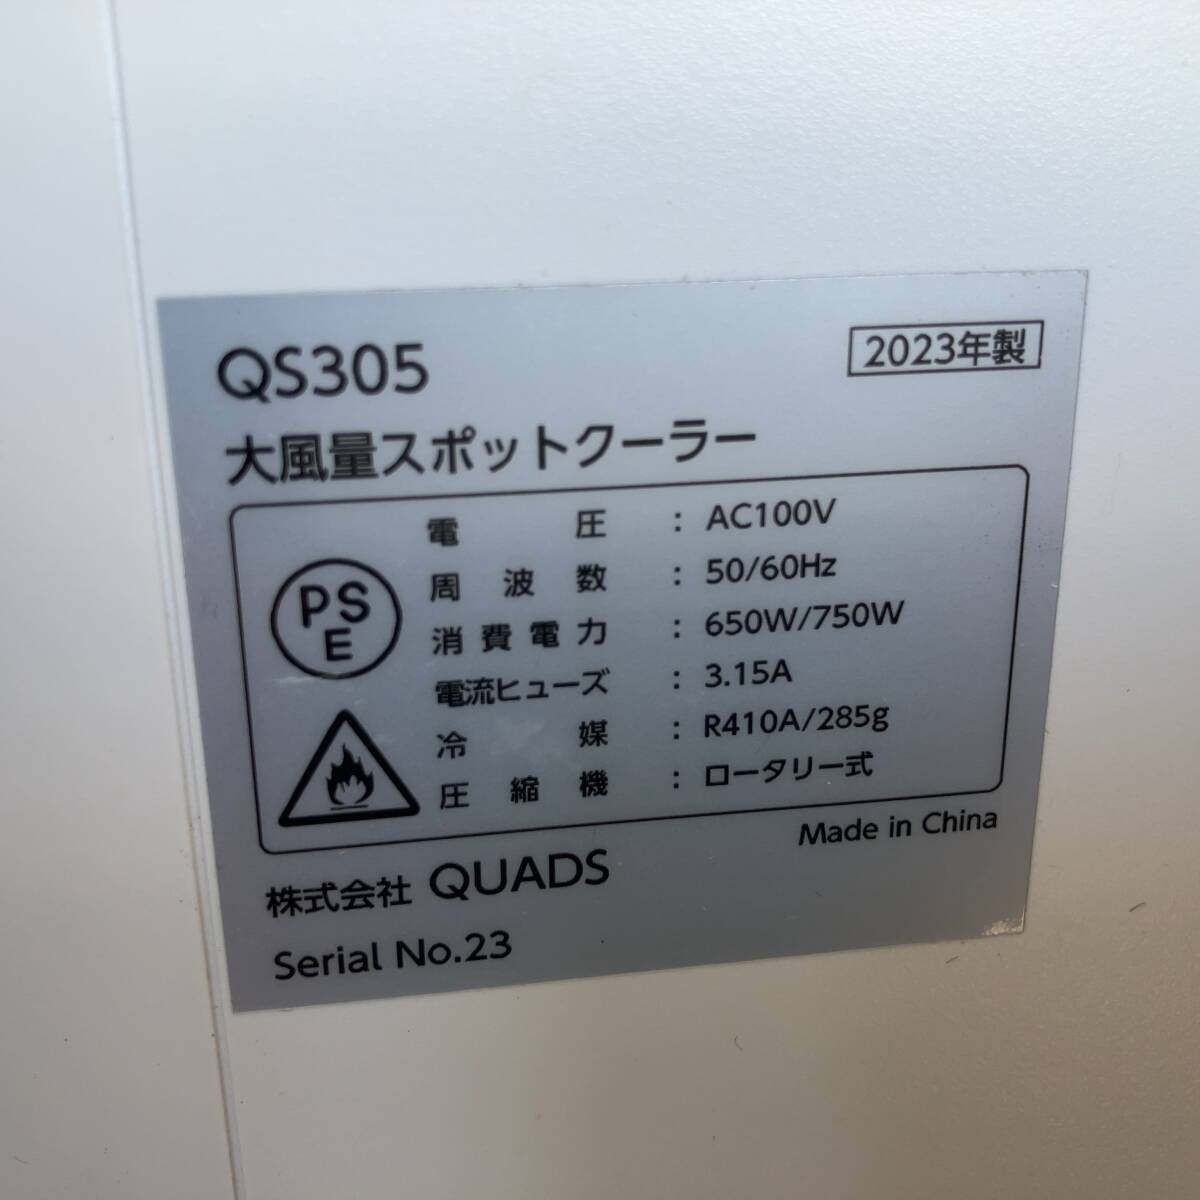 QS305
2023年製
大風量スポットクーラー
PSE
電圧 : AC100V
周波数 : 50/60Hz
消費電力 : 650W/750W
電流ヒューズ : 3.15A
冷媒 : R410A/285g
圧縮機 : ロータリー式
Made in China
株式会社 QUADS
Serial No.23